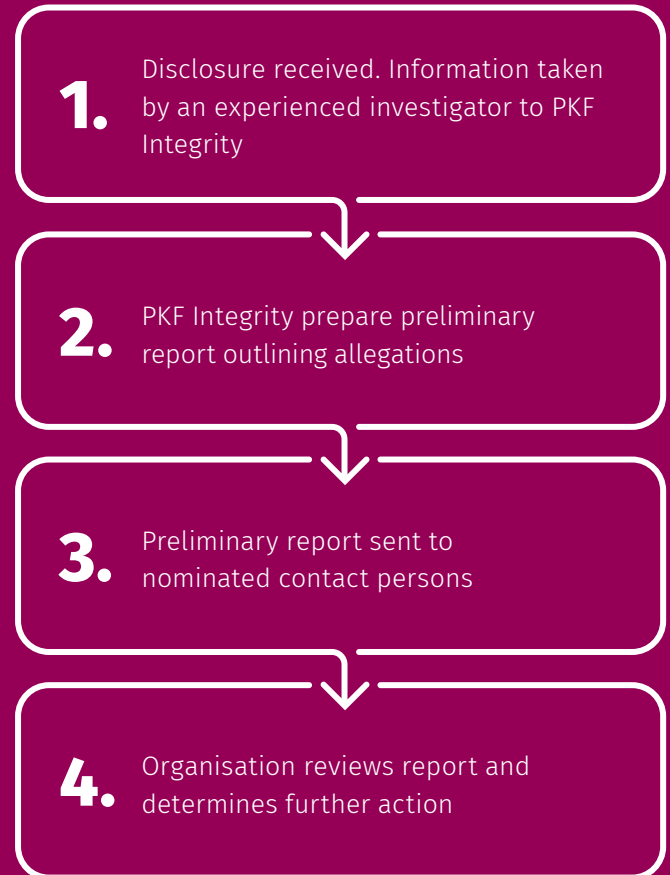 1.
Disclosure received. Information taken
by an experienced investigator to PKF
Integrity
2.
PKF Integrity prepare preliminary
report outlining allegations
3.
Preliminary report sent to
nominated contact persons
4.
Organisation reviews report and
determines further action